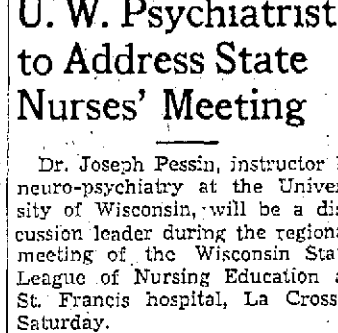 U. W. Psychiatrist
to Address State
Nurses' Meeting
Dr. Joseph Pessin, instructor
neuro-psychiatry at the Univer-
sity of Wisconsin, will be a dis
cussion leader during the regiona
meeting of the Wisconsin Sta
League of Nursing Education a
St. Francis hospital, La Cross
Saturday.